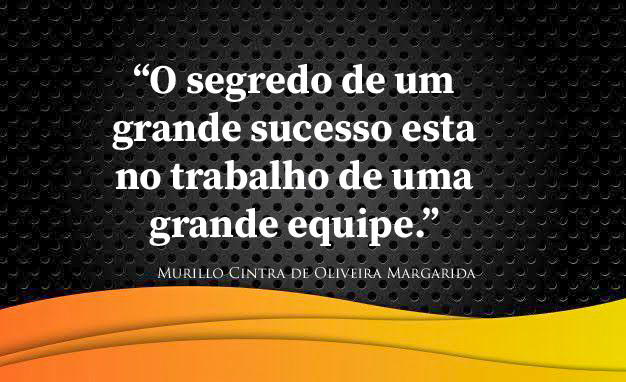 “O segredo de um
grande sucesso esta
no trabalho de uma
grande equipe.”
Murillo Cintra de Oliveira Margarida